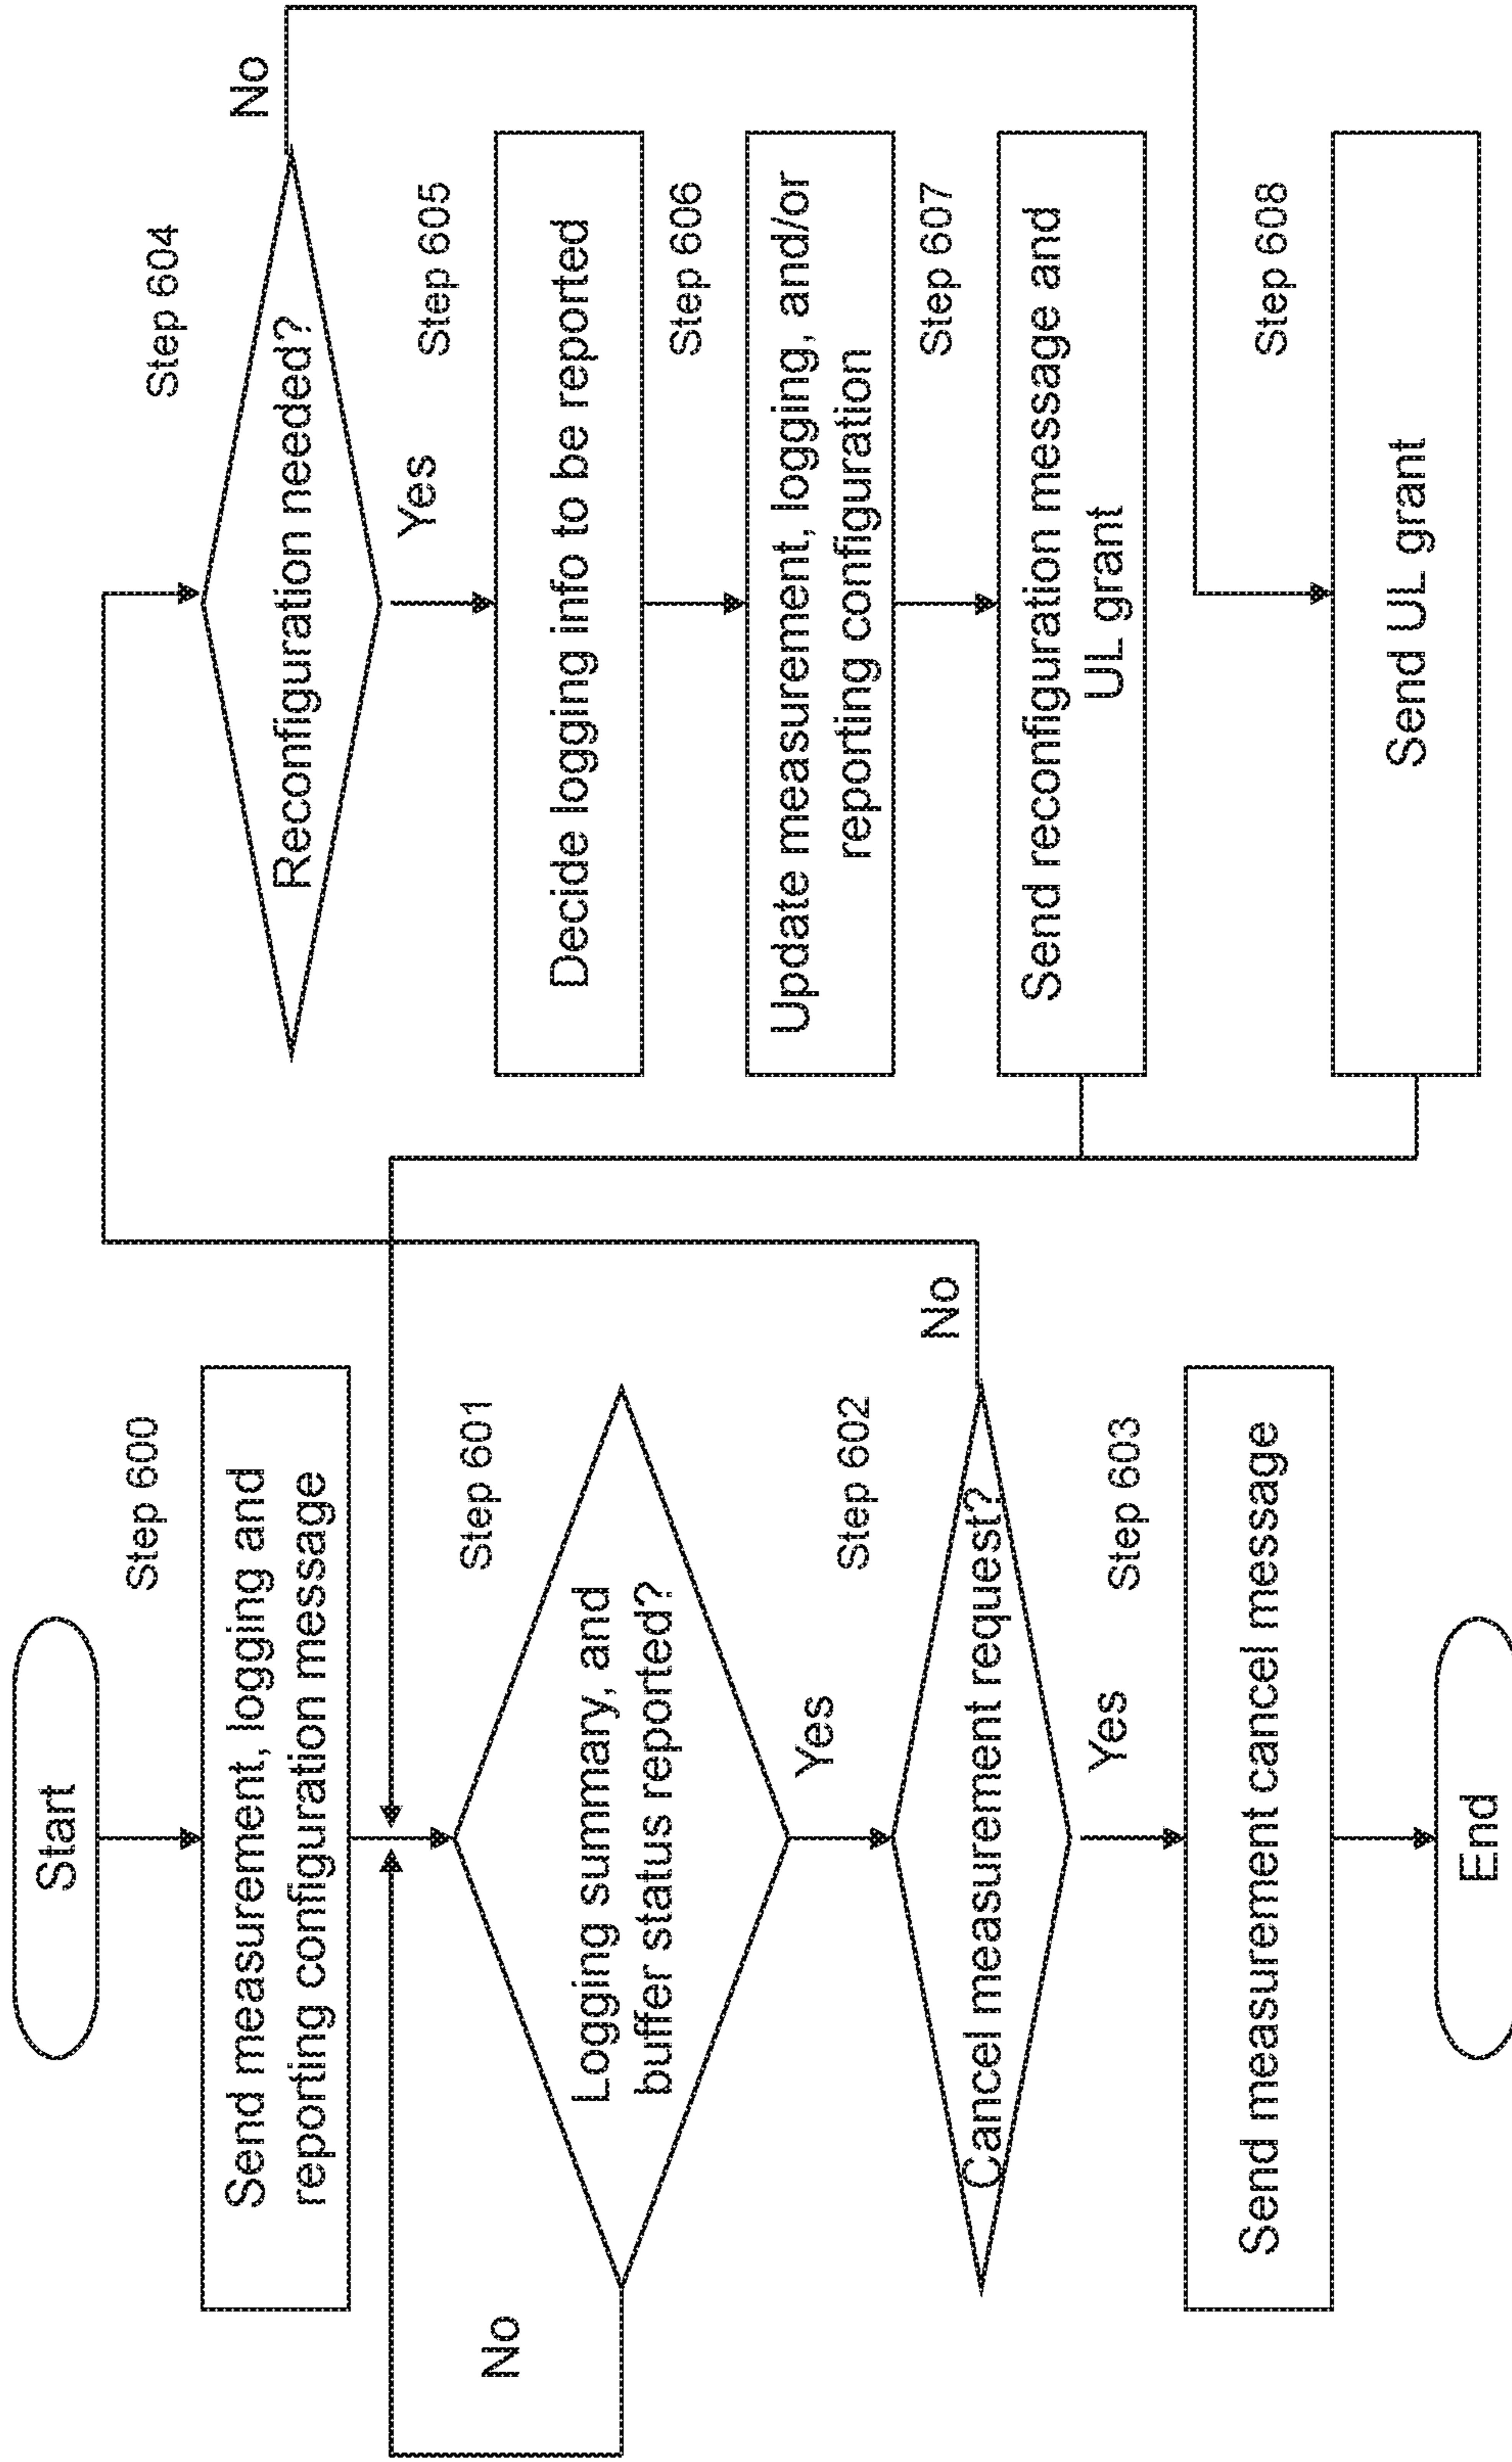 Start
Step 600
Send measurement, logging and
reporting configuration message
Step 601
Logging summary, and
buffer status reported?
No
Yes
Step 602
Cancel measurement request?
No
Yes
Step 603
Send measurement cancel message
End
Step 604
Reconfiguration needed?
No
Yes
Step 605
Decide logging info to be reported
Step 606
Update measurement, logging, and/or
reporting configuration
Step 607
Send reconfiguration message and
UL grant
Step 608
Send UL grant